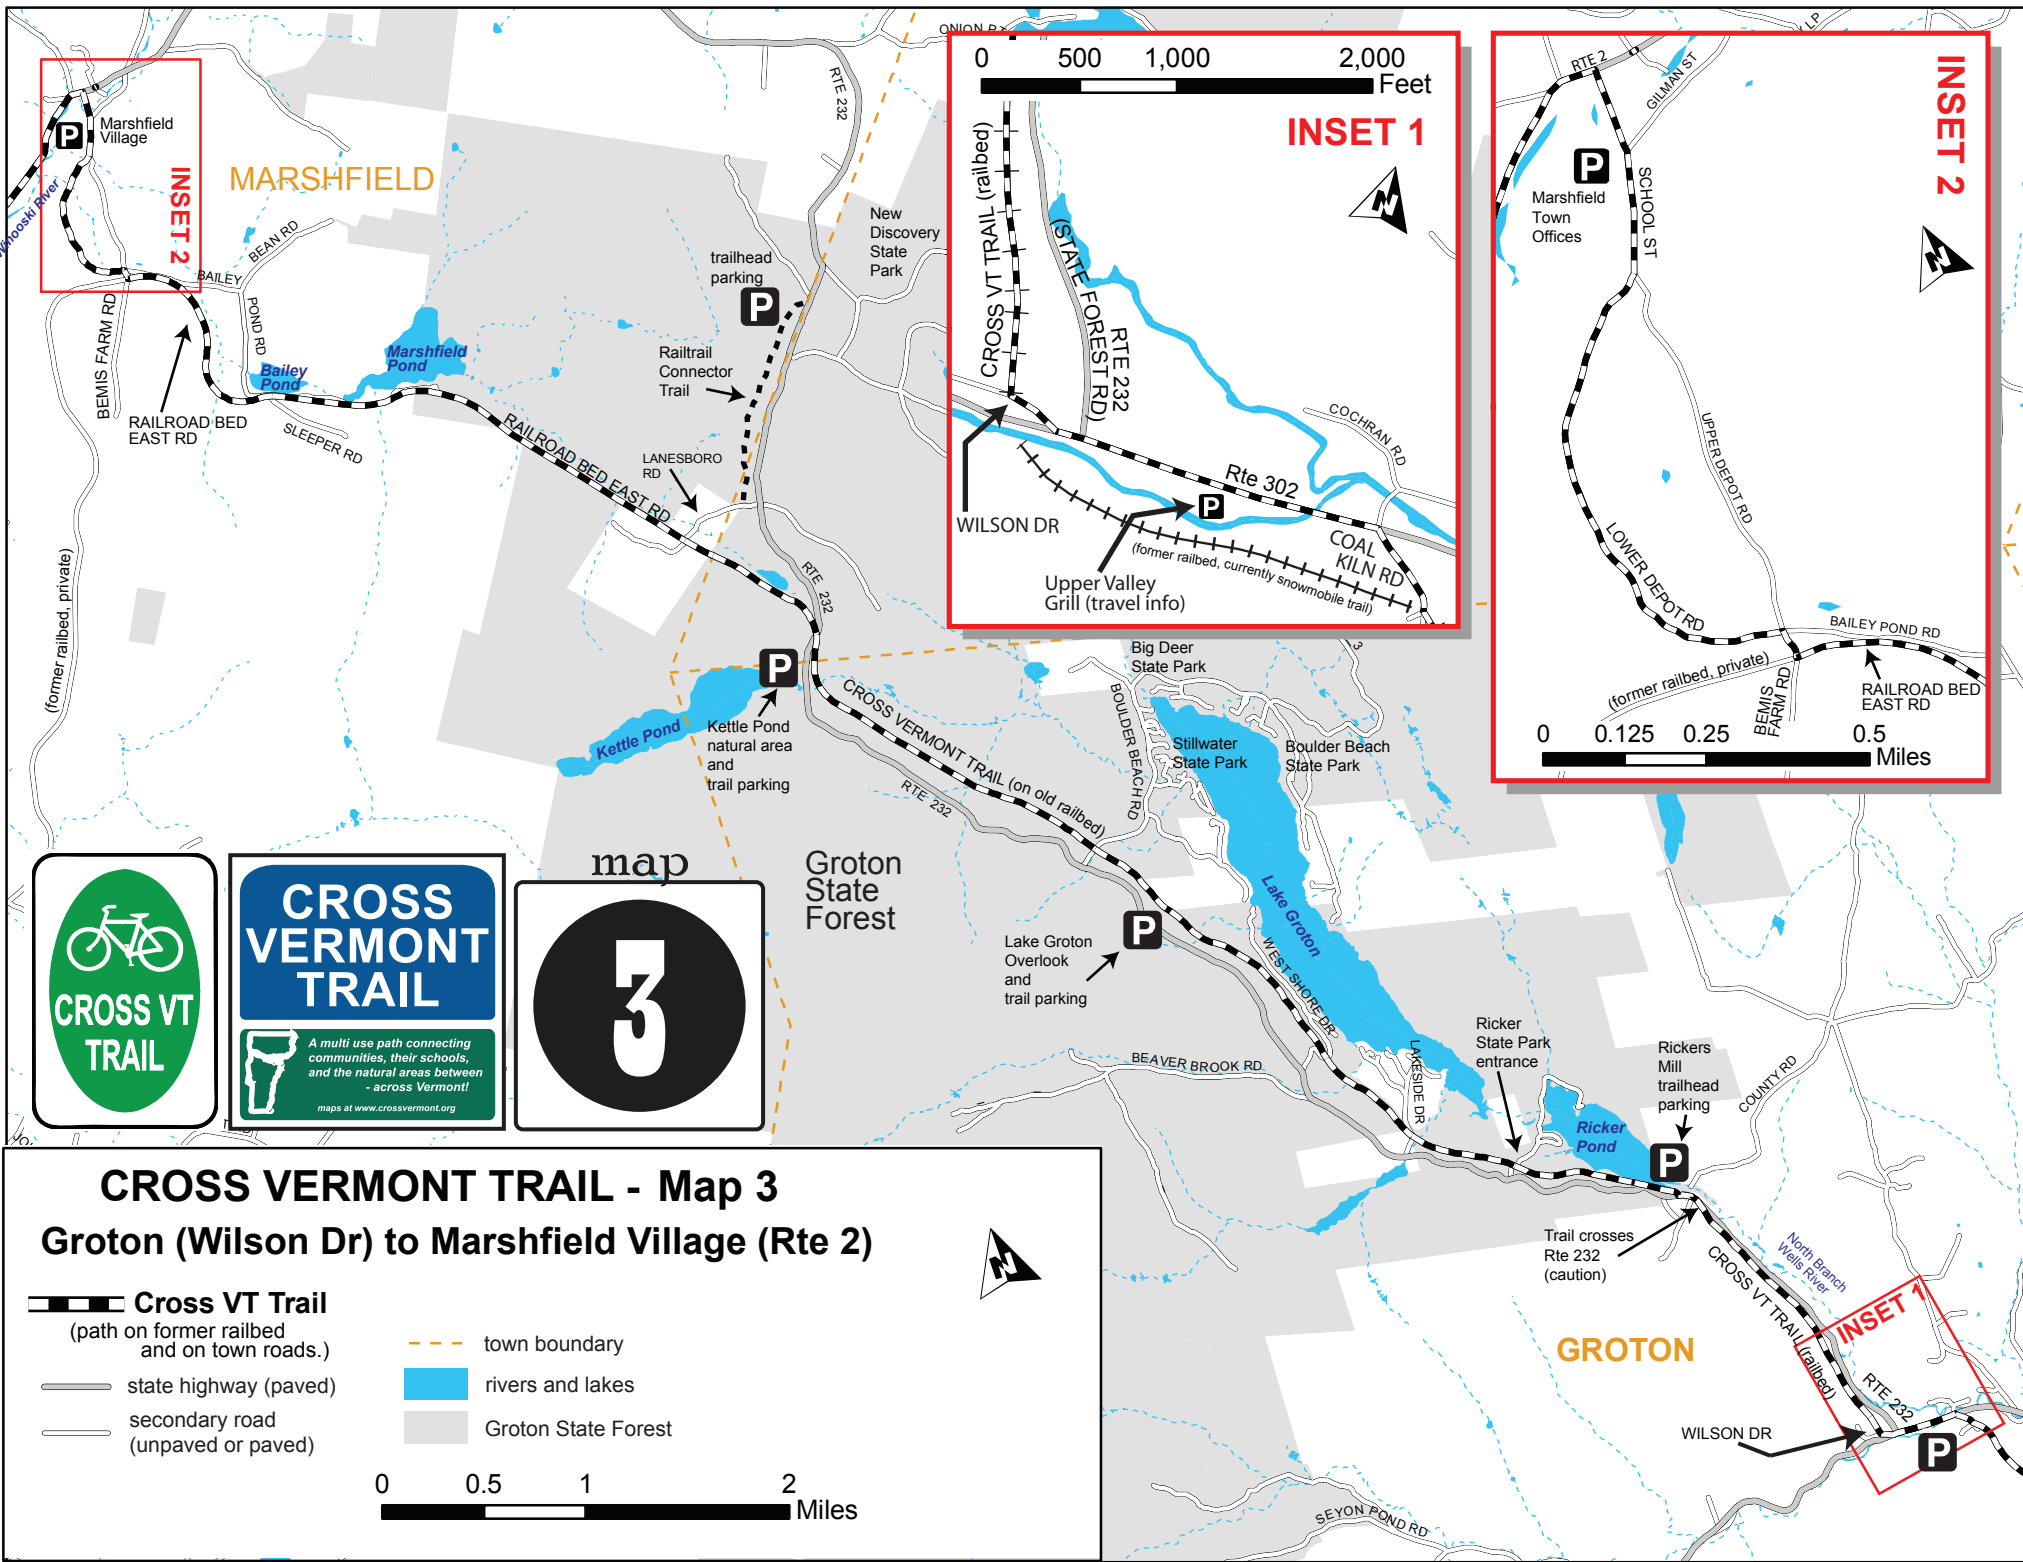 Marshfield
Village
INSET 2
MARSHFIELD
Winooski River
BEAN RD
BAILEY
POND RD
BEMIS FARM RD
RAILROAD BED
EAST RD
Bailey
Pond
Marshfield
Pond
SLEEPER RD
RAILROAD BED EAST RD
LANESBORO
RD
Railtrail
Connector
Trail
trailhead
parking
P
P
RTE 232
New
Discovery
State
Park
RTE 232
(former railbed, private)
P
Kettle Pond
Kettle Pond
natural area
and
trail parking
CROSS VERMONT TRAIL (on old railbed)
RTE 232
Groton
State
Forest
P
Lake Groton
Overlook
and
trail parking
Big Deer
State Park
BOULDER BEACH RD
Stillwater
State Park
Boulder Beach
State Park
Lake Groton
WEST SHORE DR
BEAVER BROOK RD
LAKESIDE DR
Ricker
State Park
entrance
Ricker
Pond
Rickers
Mill
trailhead
parking
P
COUNTY RD
Trail crosses
Rte 232
(caution)
North Branch
Wells River
CROSS VT TRAIL (railbed)
INSET 1
GROTON
RTE 232
WILSON DR
P
SEYON POND RD
0 500 1,000 2,000
Feet
INSET 1
N
CROSS VT TRAIL (railbed)
RTE 232
(STATE FOREST RD)
COCHRAN RD
Rte 302
WILSON DR
P
COAL
KILN RD
(former railbed, currently snowmobile trail)
Upper Valley
Grill (travel info)
RTE 2
GILMAN ST
INSET 2
P
Marshfield
Town
Offices
SCHOOL ST
N
UPPER DEPOT RD
LOWER DEPOT RD
BAILEY POND RD
(former railbed, private)
BEMIS
FARM RD
RAILROAD BED
EAST RD
0 0.125 0.25 0.5
Miles
CROSS VT
TRAIL
CROSS
VERMONT
TRAIL
A multi use path connecting
communities, their schools,
and the natural areas between
- across Vermont!
maps at www.crossvermont.org
map
3
CROSS VERMONT TRAIL - Map 3
Groton (Wilson Dr) to Marshfield Village (Rte 2)
N
Cross VT Trail
(path on former railbed
and on town roads.)
state highway (paved)
secondary road
(unpaved or paved)
town boundary
rivers and lakes
Groton State Forest
0 0.5 1 2
Miles